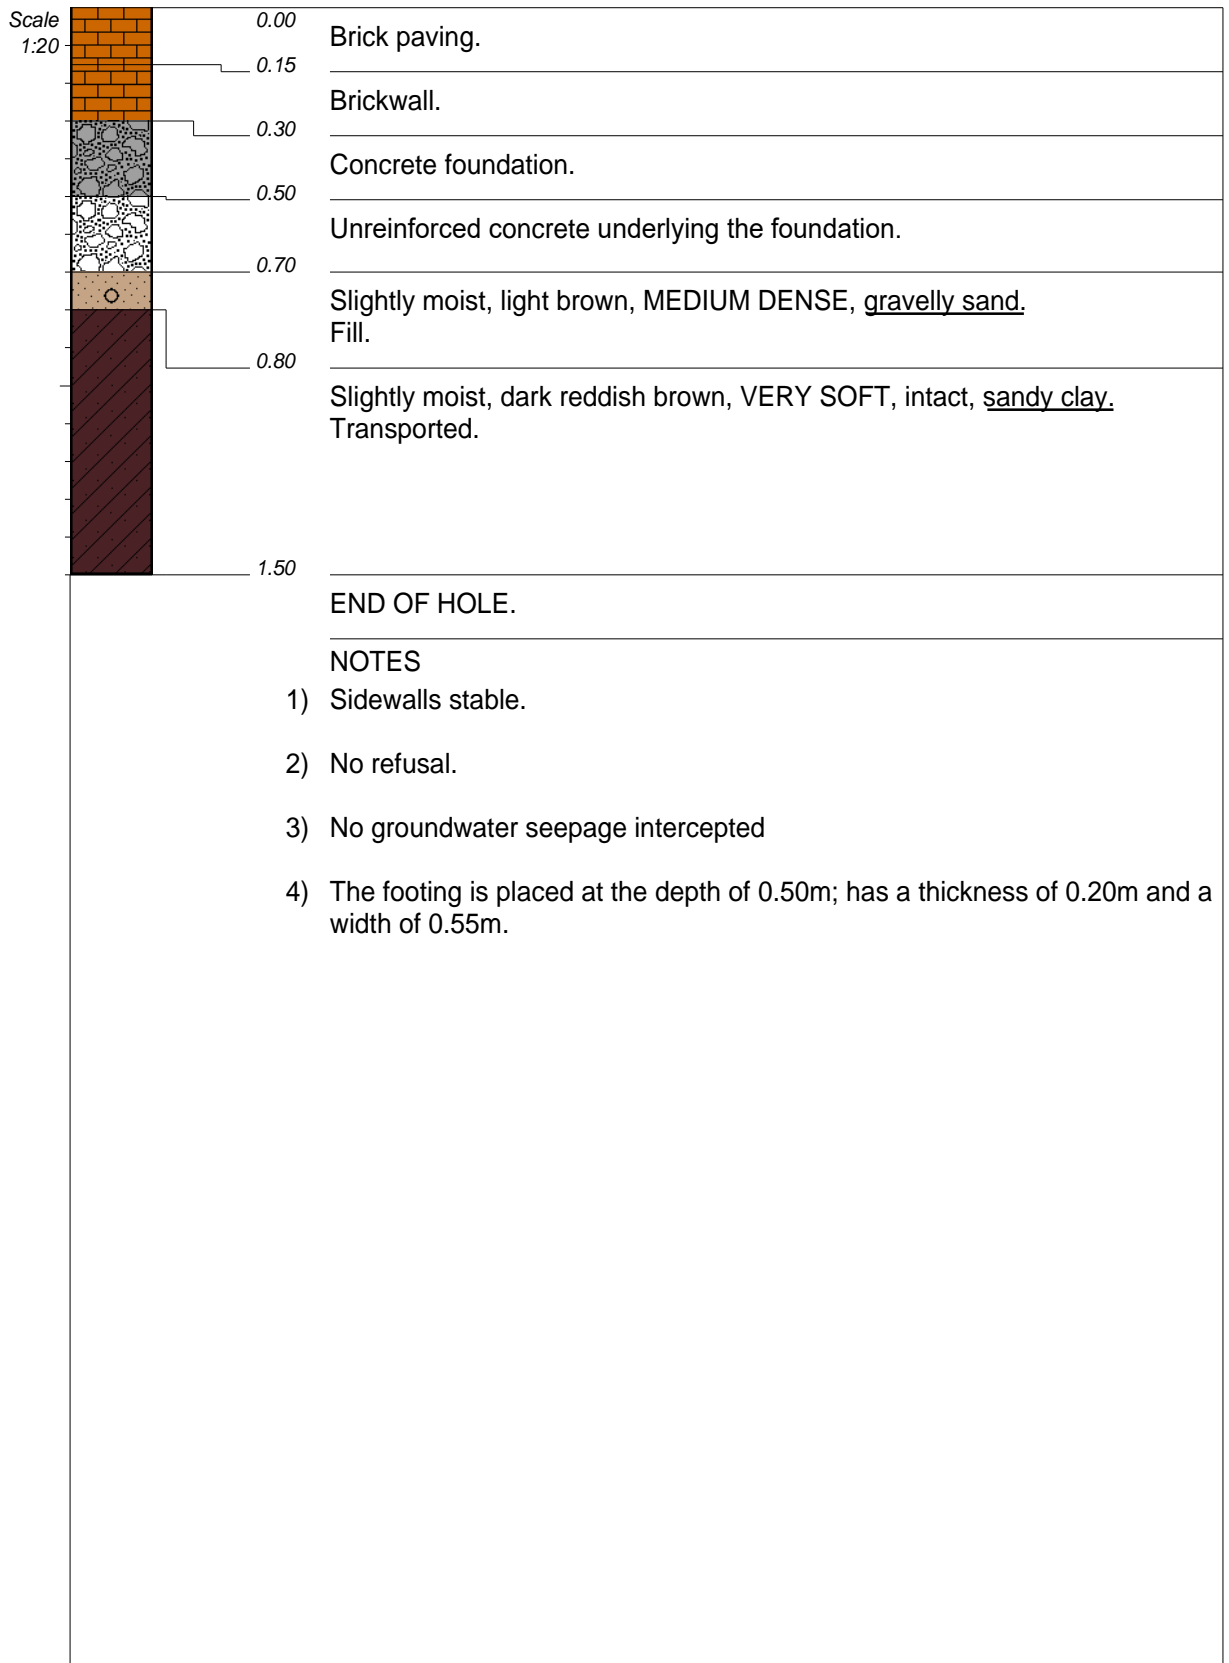 Scale
1:20
0.00
Brick paving.
0.15
Brickwall.
0.30
Concrete foundation.
0.50
Unreinforced concrete underlying the foundation.
0.70
Slightly moist, light brown, MEDIUM DENSE, gravelly sand.
Fill.
0.80
Slightly moist, dark reddish brown, VERY SOFT, intact, sandy clay.
Transported.
1.50
END OF HOLE.
NOTES
1) Sidewalls stable.
2) No refusal.
3) No groundwater seepage intercepted
4) The footing is placed at the depth of 0.50m; has a thickness of 0.20m and a
width of 0.55m.